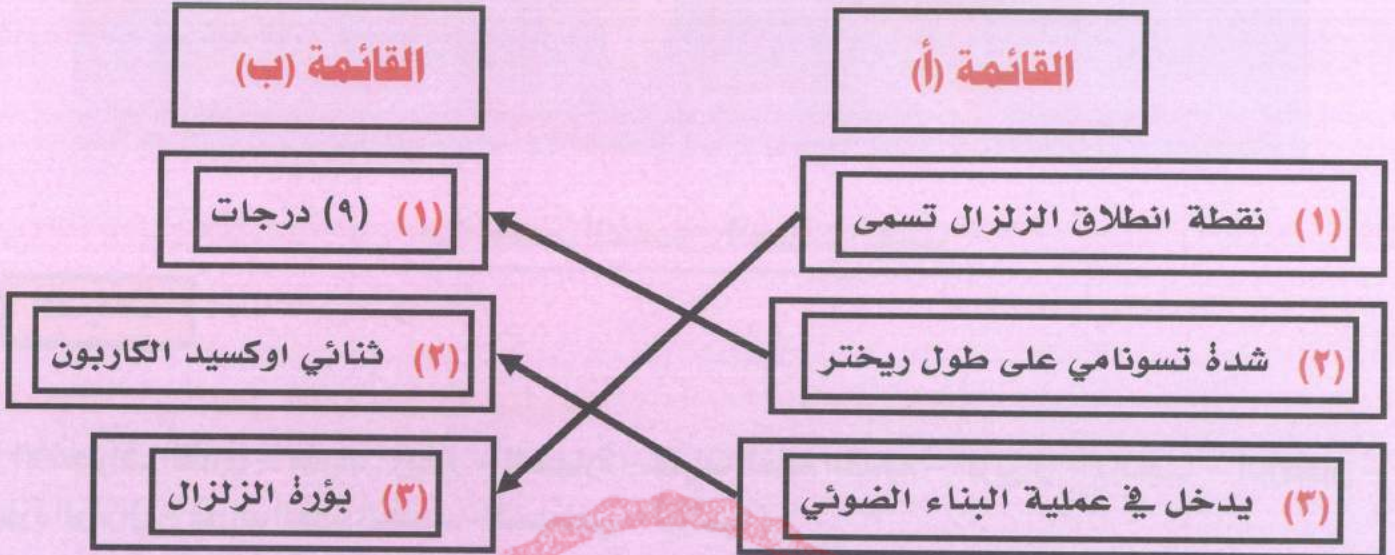 القائمة (أ)
القائمة (ب)
(١) نقطة انطلاق الزلزال تسمى
(١) (٩) درجات
(٢) شدة تسونامي على طول ريختر
(٢) ثنائي اوكسيد الكاربون
(٣) يدخل في عملية البناء الضوئي
(٣) بؤرة الزلزال